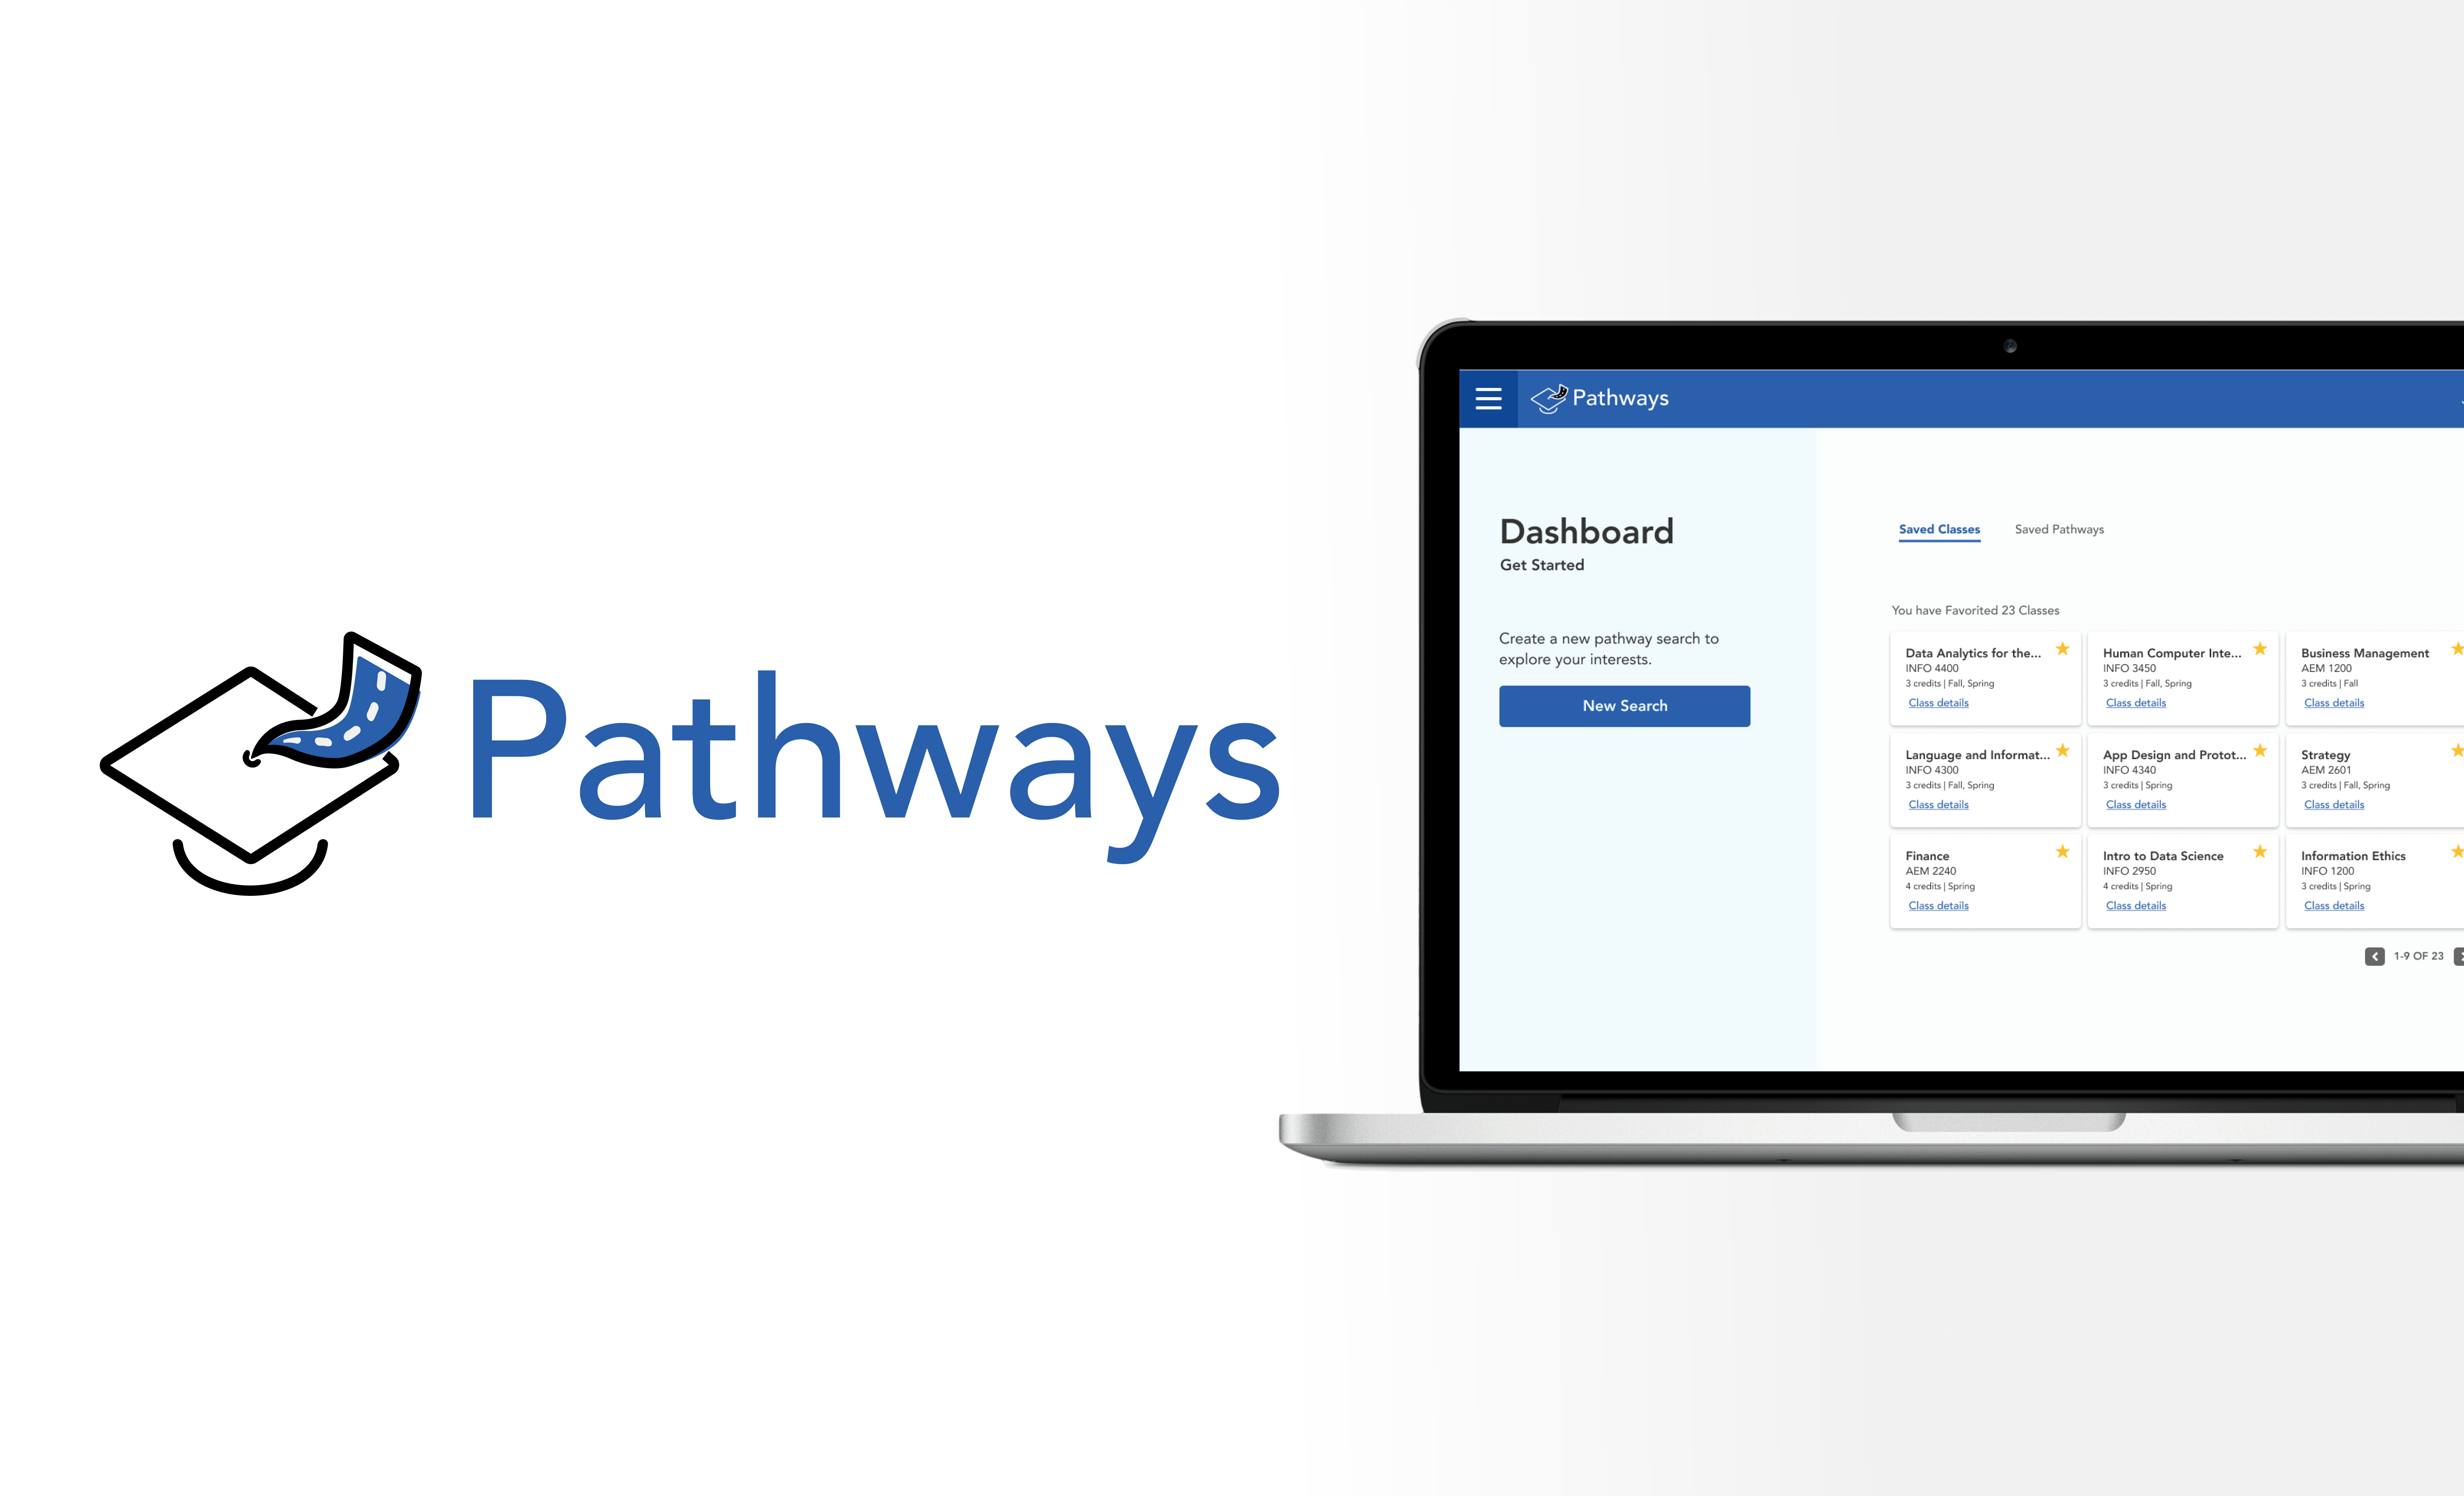 Pathways
Pathways
Dashboard
Get Started
Create a new pathway search to
explore your interests.
New Search
Saved Classes
Saved Pathways
You have Favorited 23 Classes
Data Analytics for the...
INFO 4400
3 credits | Fall, Spring
Class details
Human Computer Inte...
INFO 3450
3 credits | Fall, Spring
Class details
Business Management
AEM 1200
3 credits | Fall
Class details
Language and Informat...
INFO 4300
3 credits | Fall, Spring
Class details
App Design and Protot...
INFO 4340
3 credits | Spring
Class details
Strategy
AEM 2601
3 credits | Fall, Spring
Class details
Finance
AEM 2240
4 credits | Spring
Class details
Intro to Data Science
INFO 2950
4 credits | Spring
Class details
Information Ethics
INFO 1200
3 credits | Spring
Class details
1-9 OF 23